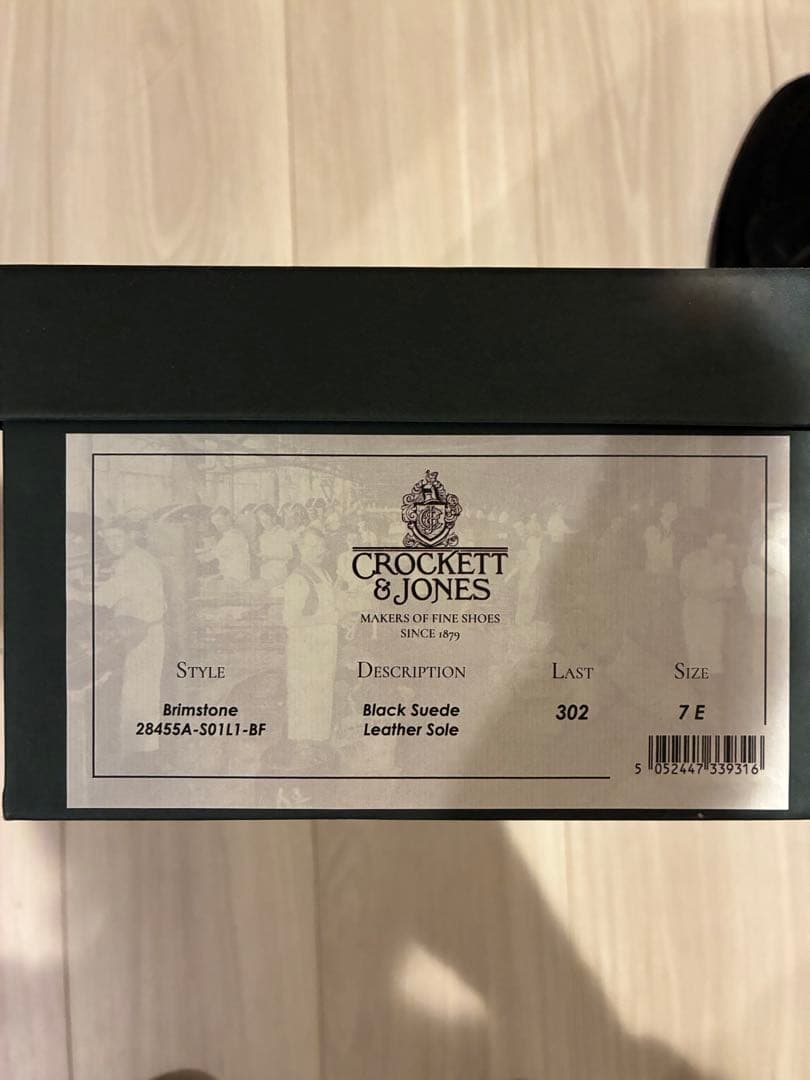 CROCKETT
& JONES
MAKERS OF FINE SHOES
SINCE 1879
STYLE DESCRIPTION LAST SIZE
Brimstone Black Suede 302 7 E
28455A-S01L1-BF Leather Sole
5 052447 339316